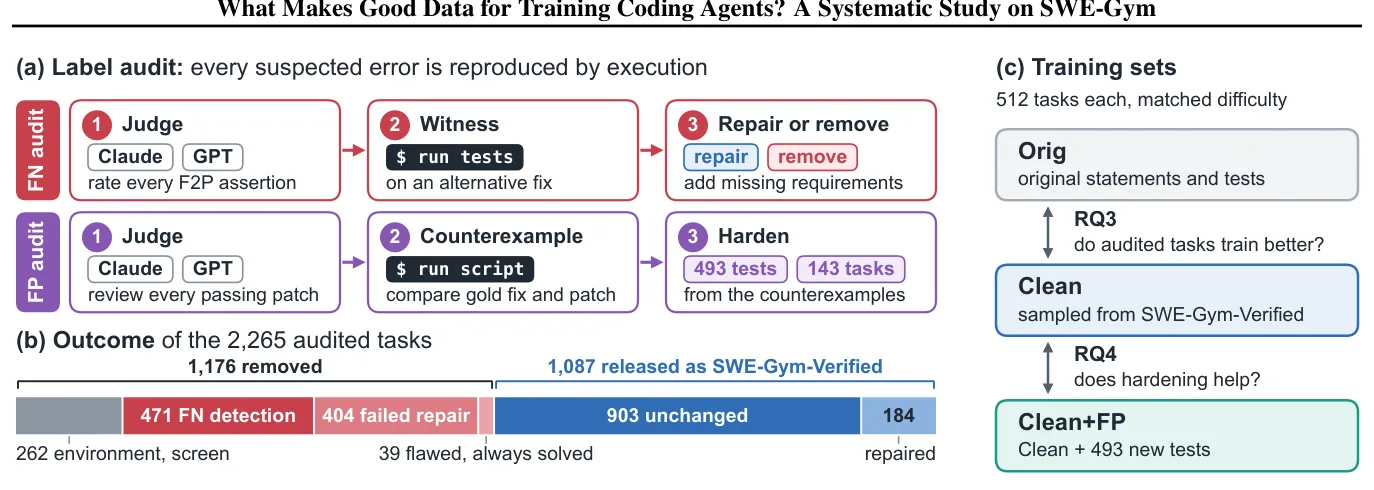 What Makes Good Data for Training Coding Agents? A Systematic Study on SWE-Gym
(a) Label audit: every suspected error is reproduced by execution
FN audit
1 Judge
Claude GPT
rate every F2P assertion
2 Witness
$ run tests
on an alternative fix
3 Repair or remove
repair remove
add missing requirements
FP audit
1 Judge
Claude GPT
review every passing patch
2 Counterexample
$ run script
compare gold fix and patch
3 Harden
493 tests 143 tasks
from the counterexamples
(b) Outcome of the 2,265 audited tasks
1,176 removed
1,087 released as SWE-Gym-Verified
471 FN detection
404 failed repair
903 unchanged
184
262 environment, screen
39 flawed, always solved
repaired
(c) Training sets
512 tasks each, matched difficulty
Orig
original statements and tests
RQ3
do audited tasks train better?
Clean
sampled from SWE-Gym-Verified
RQ4
does hardening help?
Clean+FP
Clean + 493 new tests